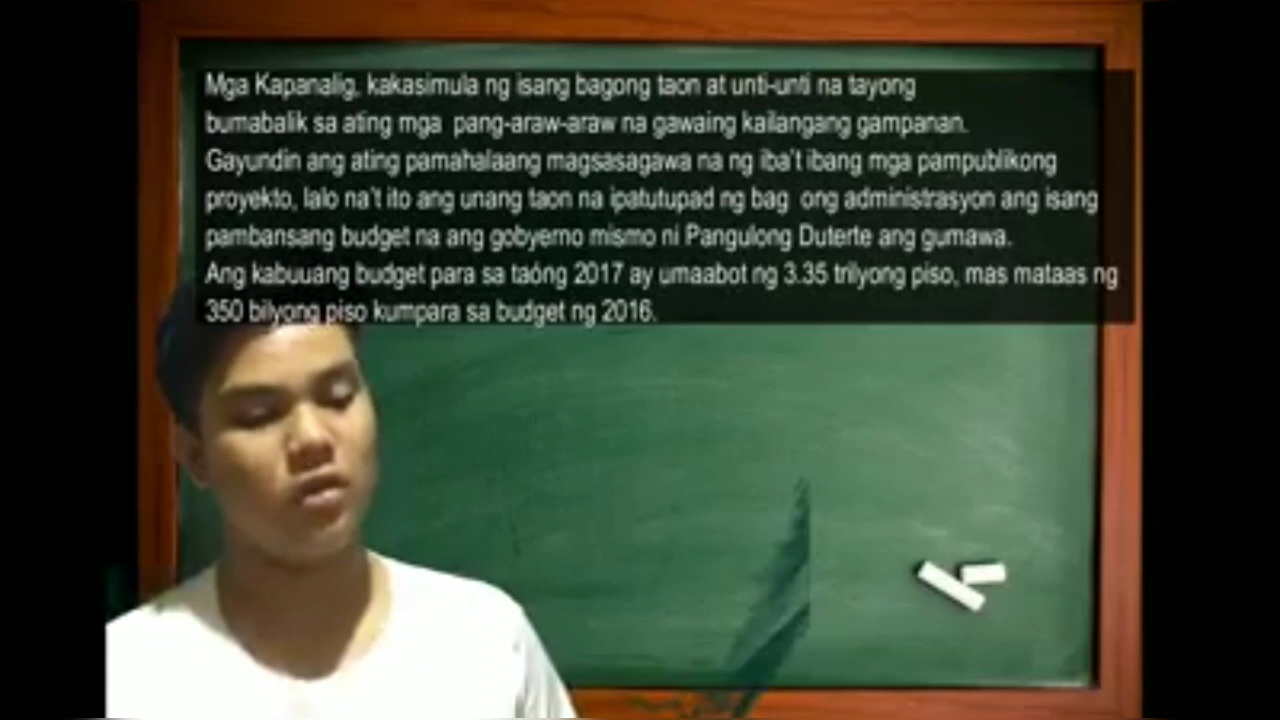 Mga Kapanalig, kakasimula ng isang bagong taon at unti-unti na tayong
bumabalik sa ating mga pang-araw-araw na gawaing kailangang gampanan.
Gayundin ang ating pamahalaang magsasagawa na ng iba't ibang mga pampublikong
proyekto, lalo na't ito ang unang taon na ipatutupad ng bag ong administrasyon ang isang
pambansang budget na ang gobyerno mismo ni Pangulong Duterte ang gumawa.
Ang kabuuang budget para sa taóng 2017 ay umaabot ng 3.35 trilyong piso, mas mataas ng
350 bilyong piso kumpara sa budget ng 2016.